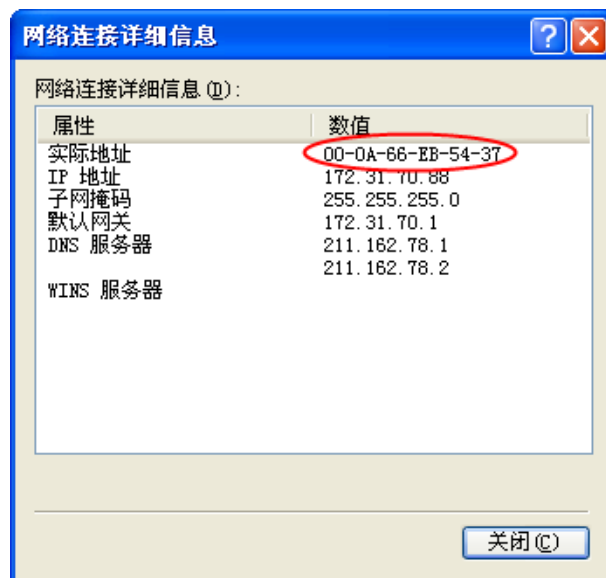 网络连接详细信息
网络连接详细信息(D):
属性 数值
实际地址 00-0A-66-EB-54-37
IP 地址 172.31.70.88
子网掩码 255.255.255.0
默认网关 172.31.70.1
DNS 服务器 211.162.78.1
211.162.78.2
WINS 服务器
关闭(C)